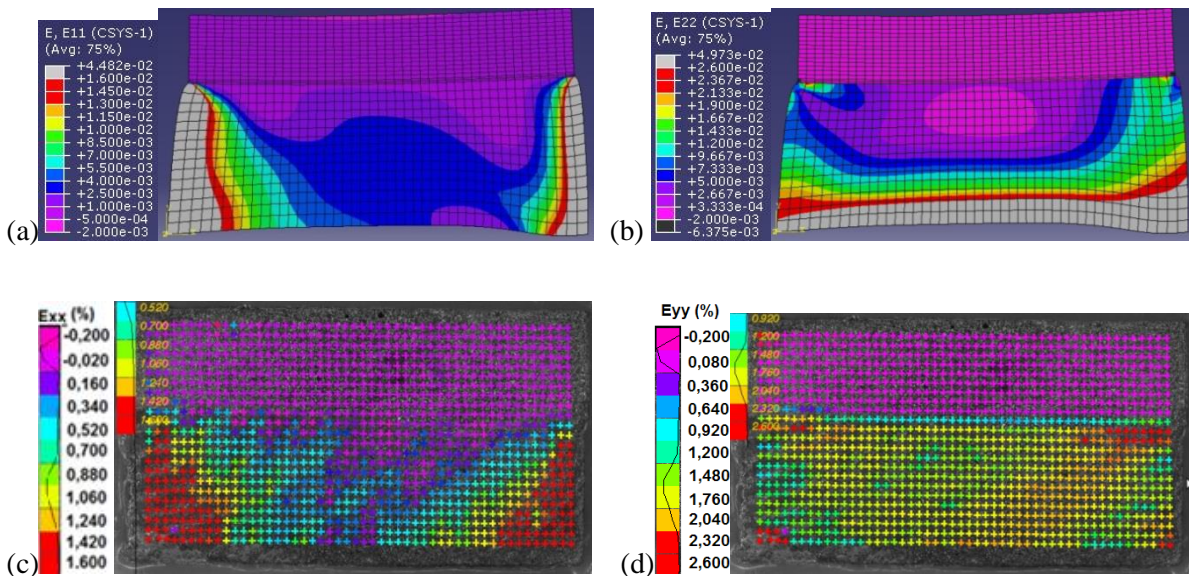 E, E11 (CSYS-1)
(Avg: 75%)
+4.482e-02
+1.600e-02
+1.450e-02
+1.300e-02
+1.150e-02
+1.000e-02
+8.500e-03
+7.000e-03
+5.500e-03
+4.000e-03
+2.500e-03
+1.000e-03
-5.000e-04
-2.000e-03
(a)
E, E22 (CSYS-1)
(Avg: 75%)
+4.973e-02
+2.600e-02
+2.367e-02
+2.133e-02
+1.900e-02
+1.667e-02
+1.433e-02
+1.200e-02
+9.667e-03
+7.333e-03
+5.000e-03
+2.667e-03
+3.333e-04
-2.000e-03
-6.375e-03
(b)
Exx (%)
-0,200
-0,020
0,160
0,340
0,520
0,700
0,880
1,060
1,240
1,420
1.600
0.520
0.700
0.880
1.060
1.240
1.420
(c)
Eyy (%)
-0,200
0,080
0,360
0,640
0,920
1,200
1,480
1,760
2,040
2,320
2,600
0.920
1.200
1.480
1.760
2.040
2.320
2.600
(d)